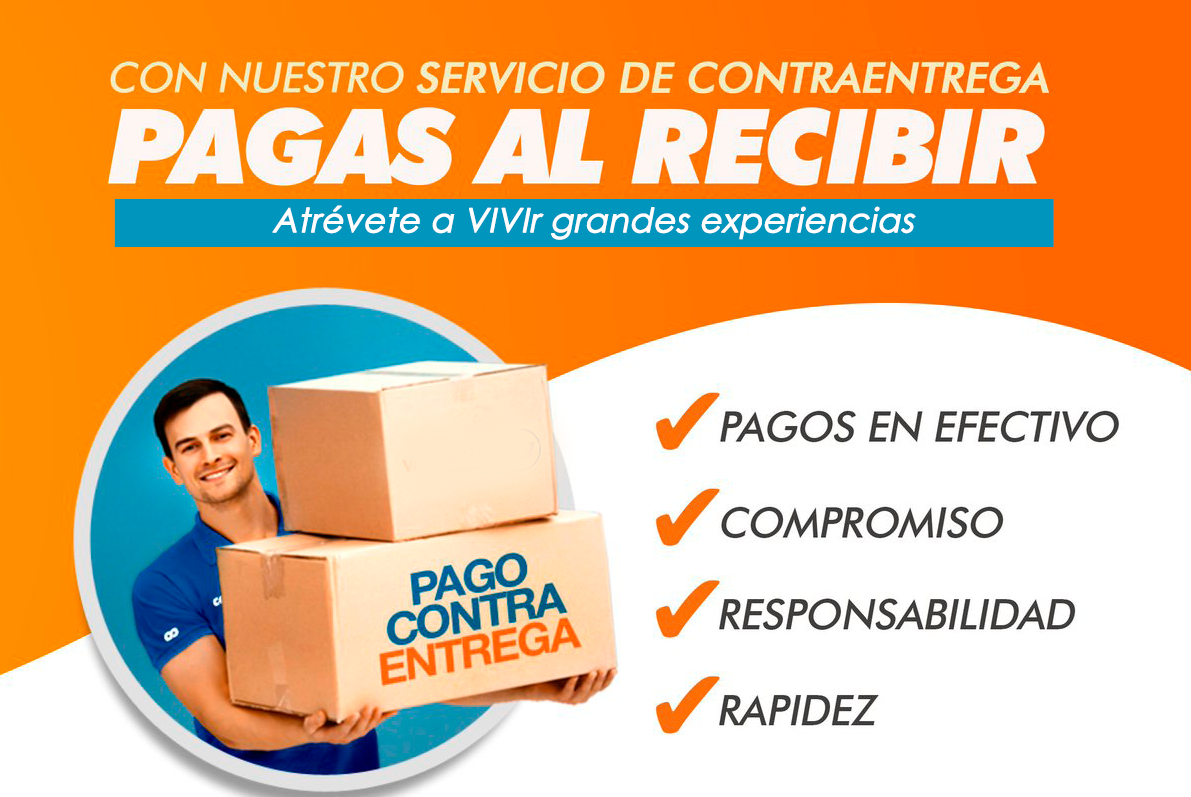 CON NUESTRO SERVICIO DE CONTRAENTREGA
PAGAS AL RECIBIR
Atrévete a VIVIr grandes experiencias
PAGO
CONTRA
ENTREGA
PAGOS EN EFECTIVO
COMPROMISO
RESPONSABILIDAD
RAPIDEZ